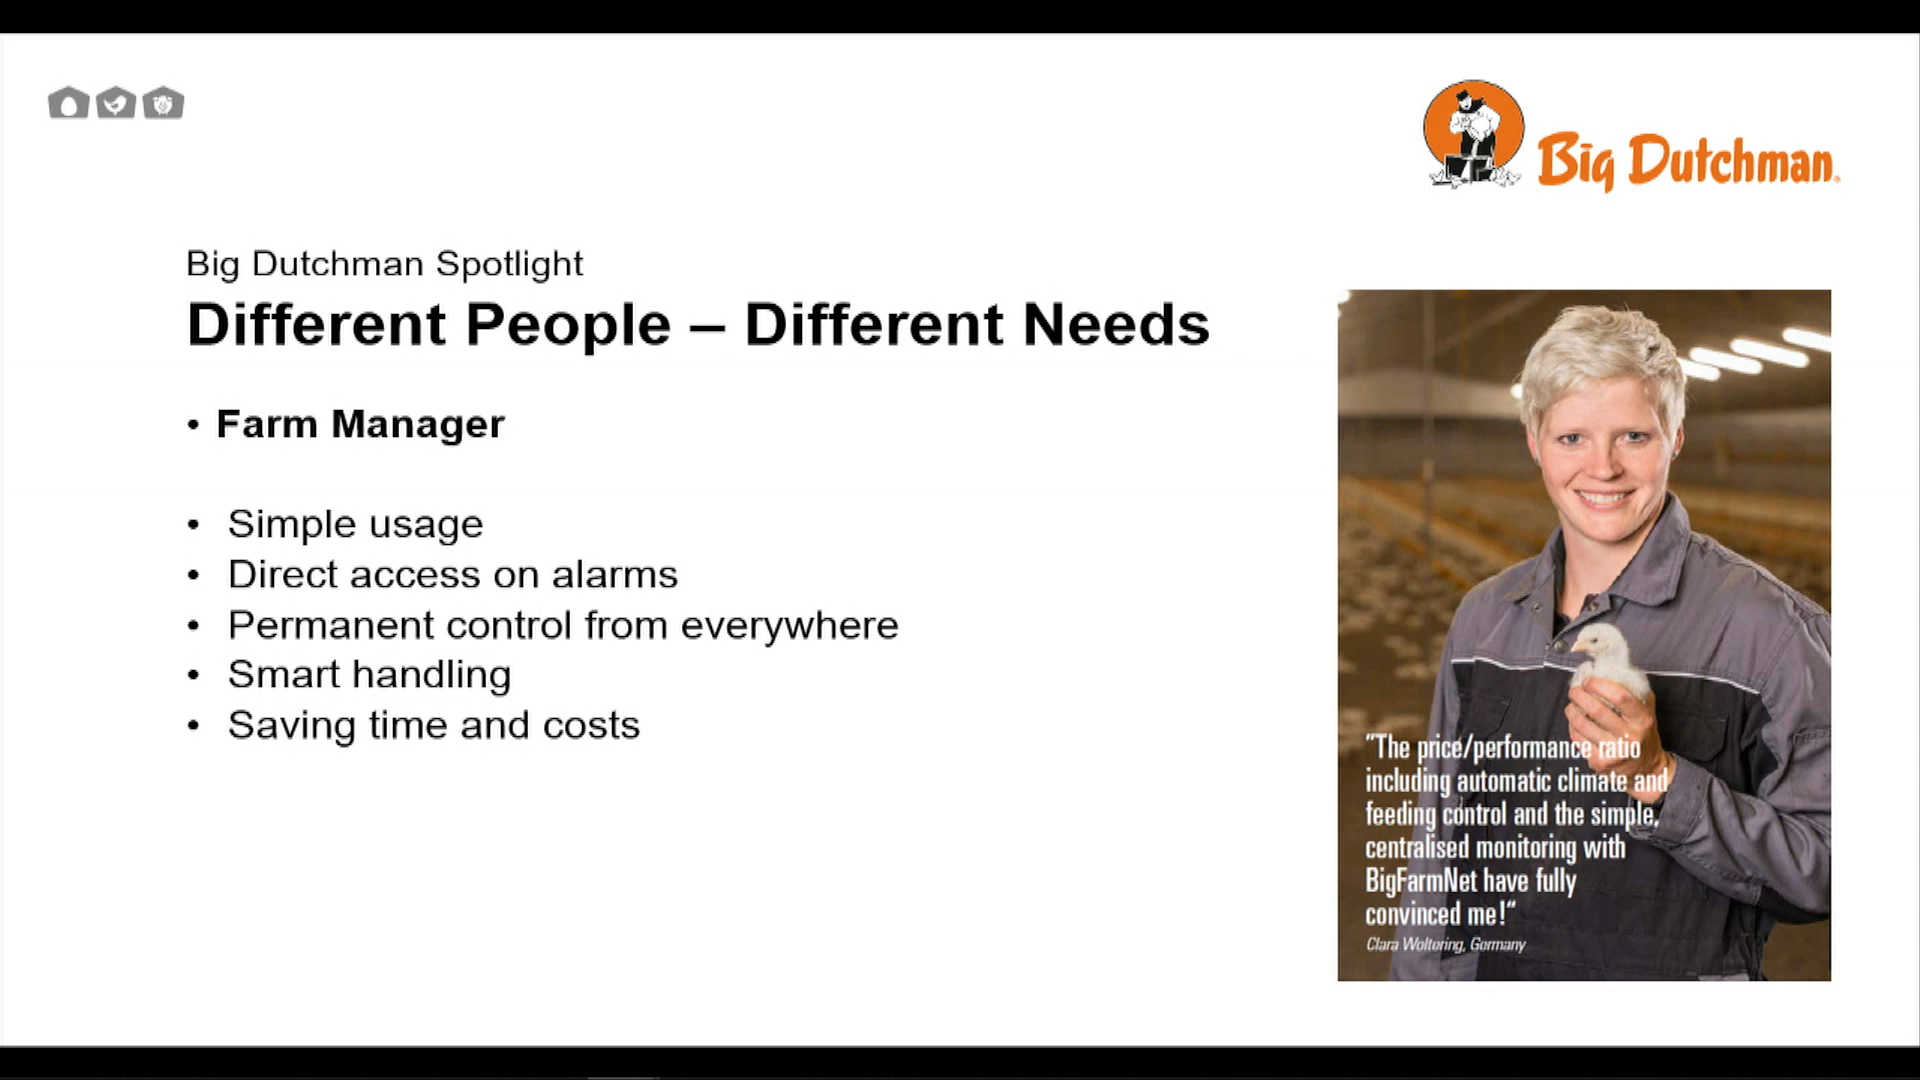 Big Dutchman
Big Dutchman Spotlight
Different People – Different Needs
• Farm Manager
• Simple usage
• Direct access on alarms
• Permanent control from everywhere
• Smart handling
• Saving time and costs
"The price/performance ratio
including automatic climate and
feeding control and the simple,
centralised monitoring with
BigFarmNet have fully
convinced me!"
Clara Woltering, Germany